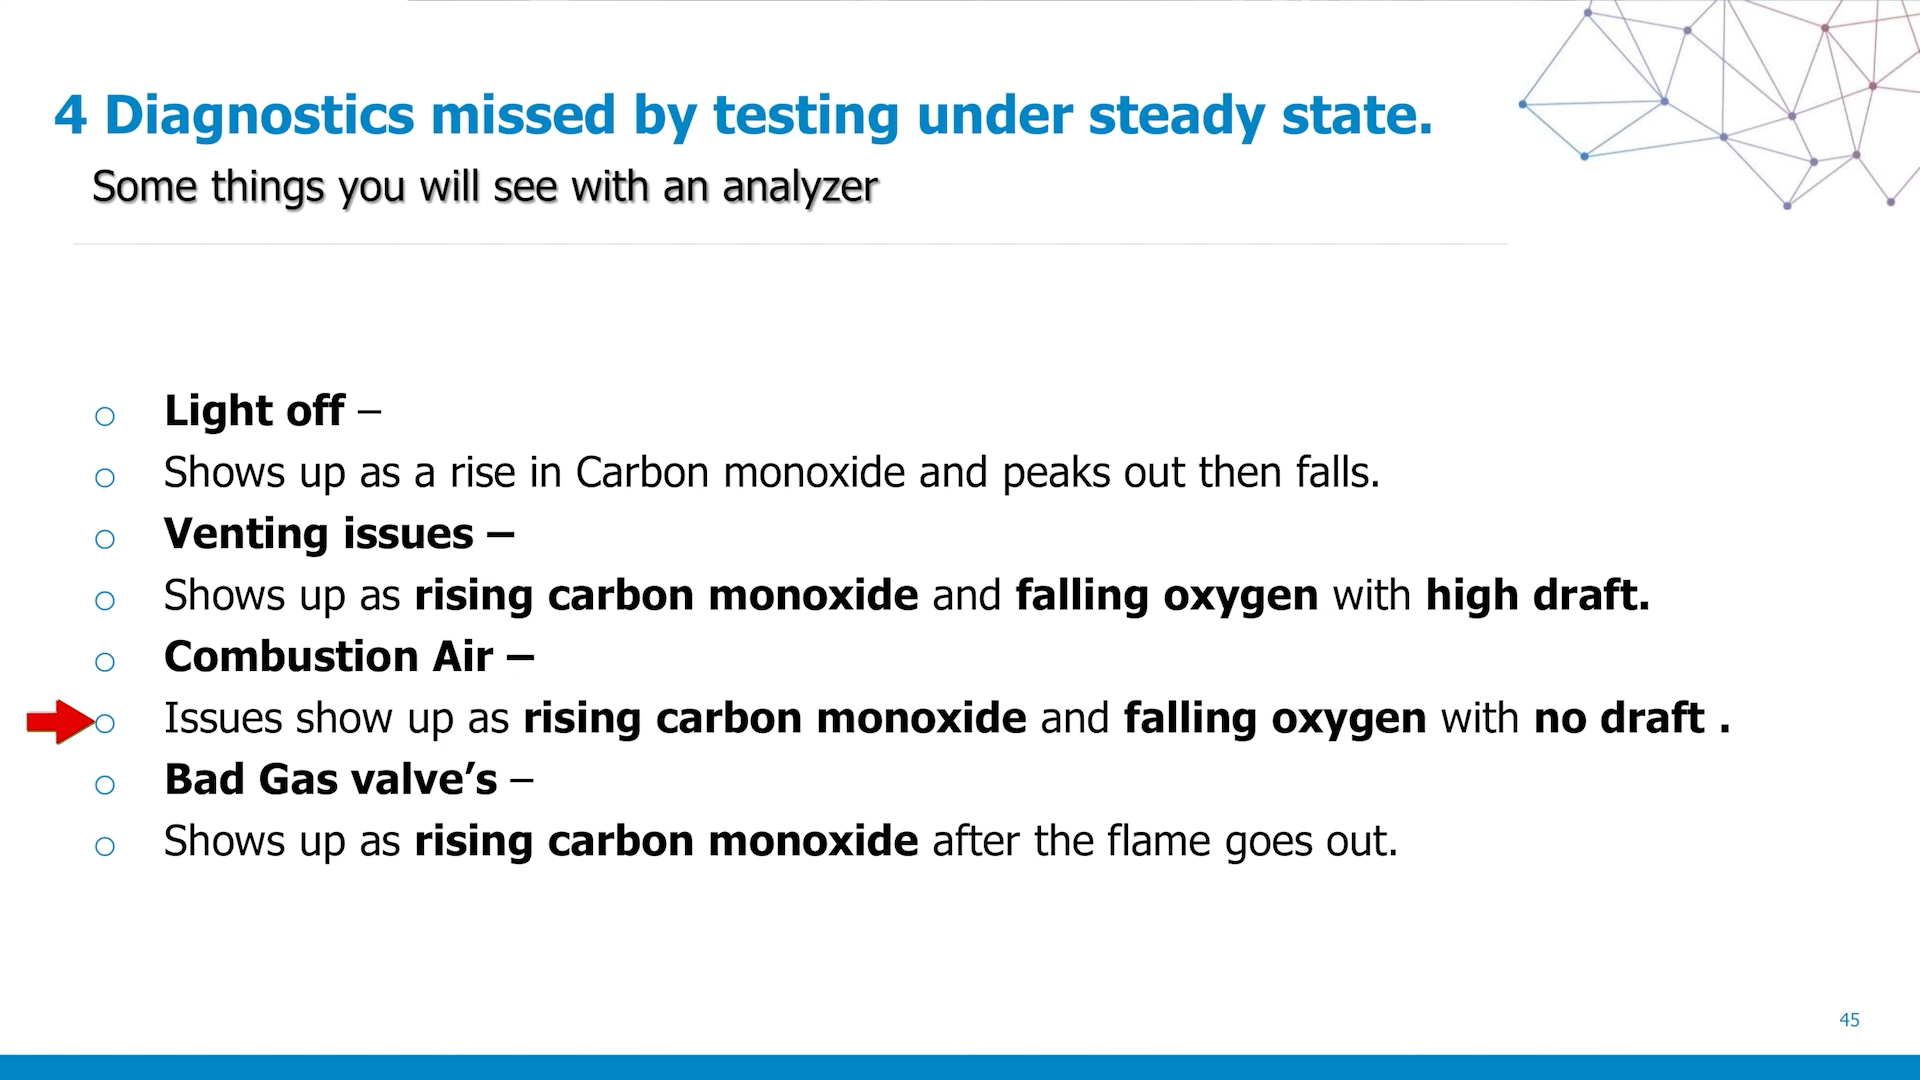 4 Diagnostics missed by testing under steady state.
Some things you will see with an analyzer
Light off –
Shows up as a rise in Carbon monoxide and peaks out then falls.
Venting issues –
Shows up as rising carbon monoxide and falling oxygen with high draft.
Combustion Air –
Issues show up as rising carbon monoxide and falling oxygen with no draft .
Bad Gas valve’s –
Shows up as rising carbon monoxide after the flame goes out.
45